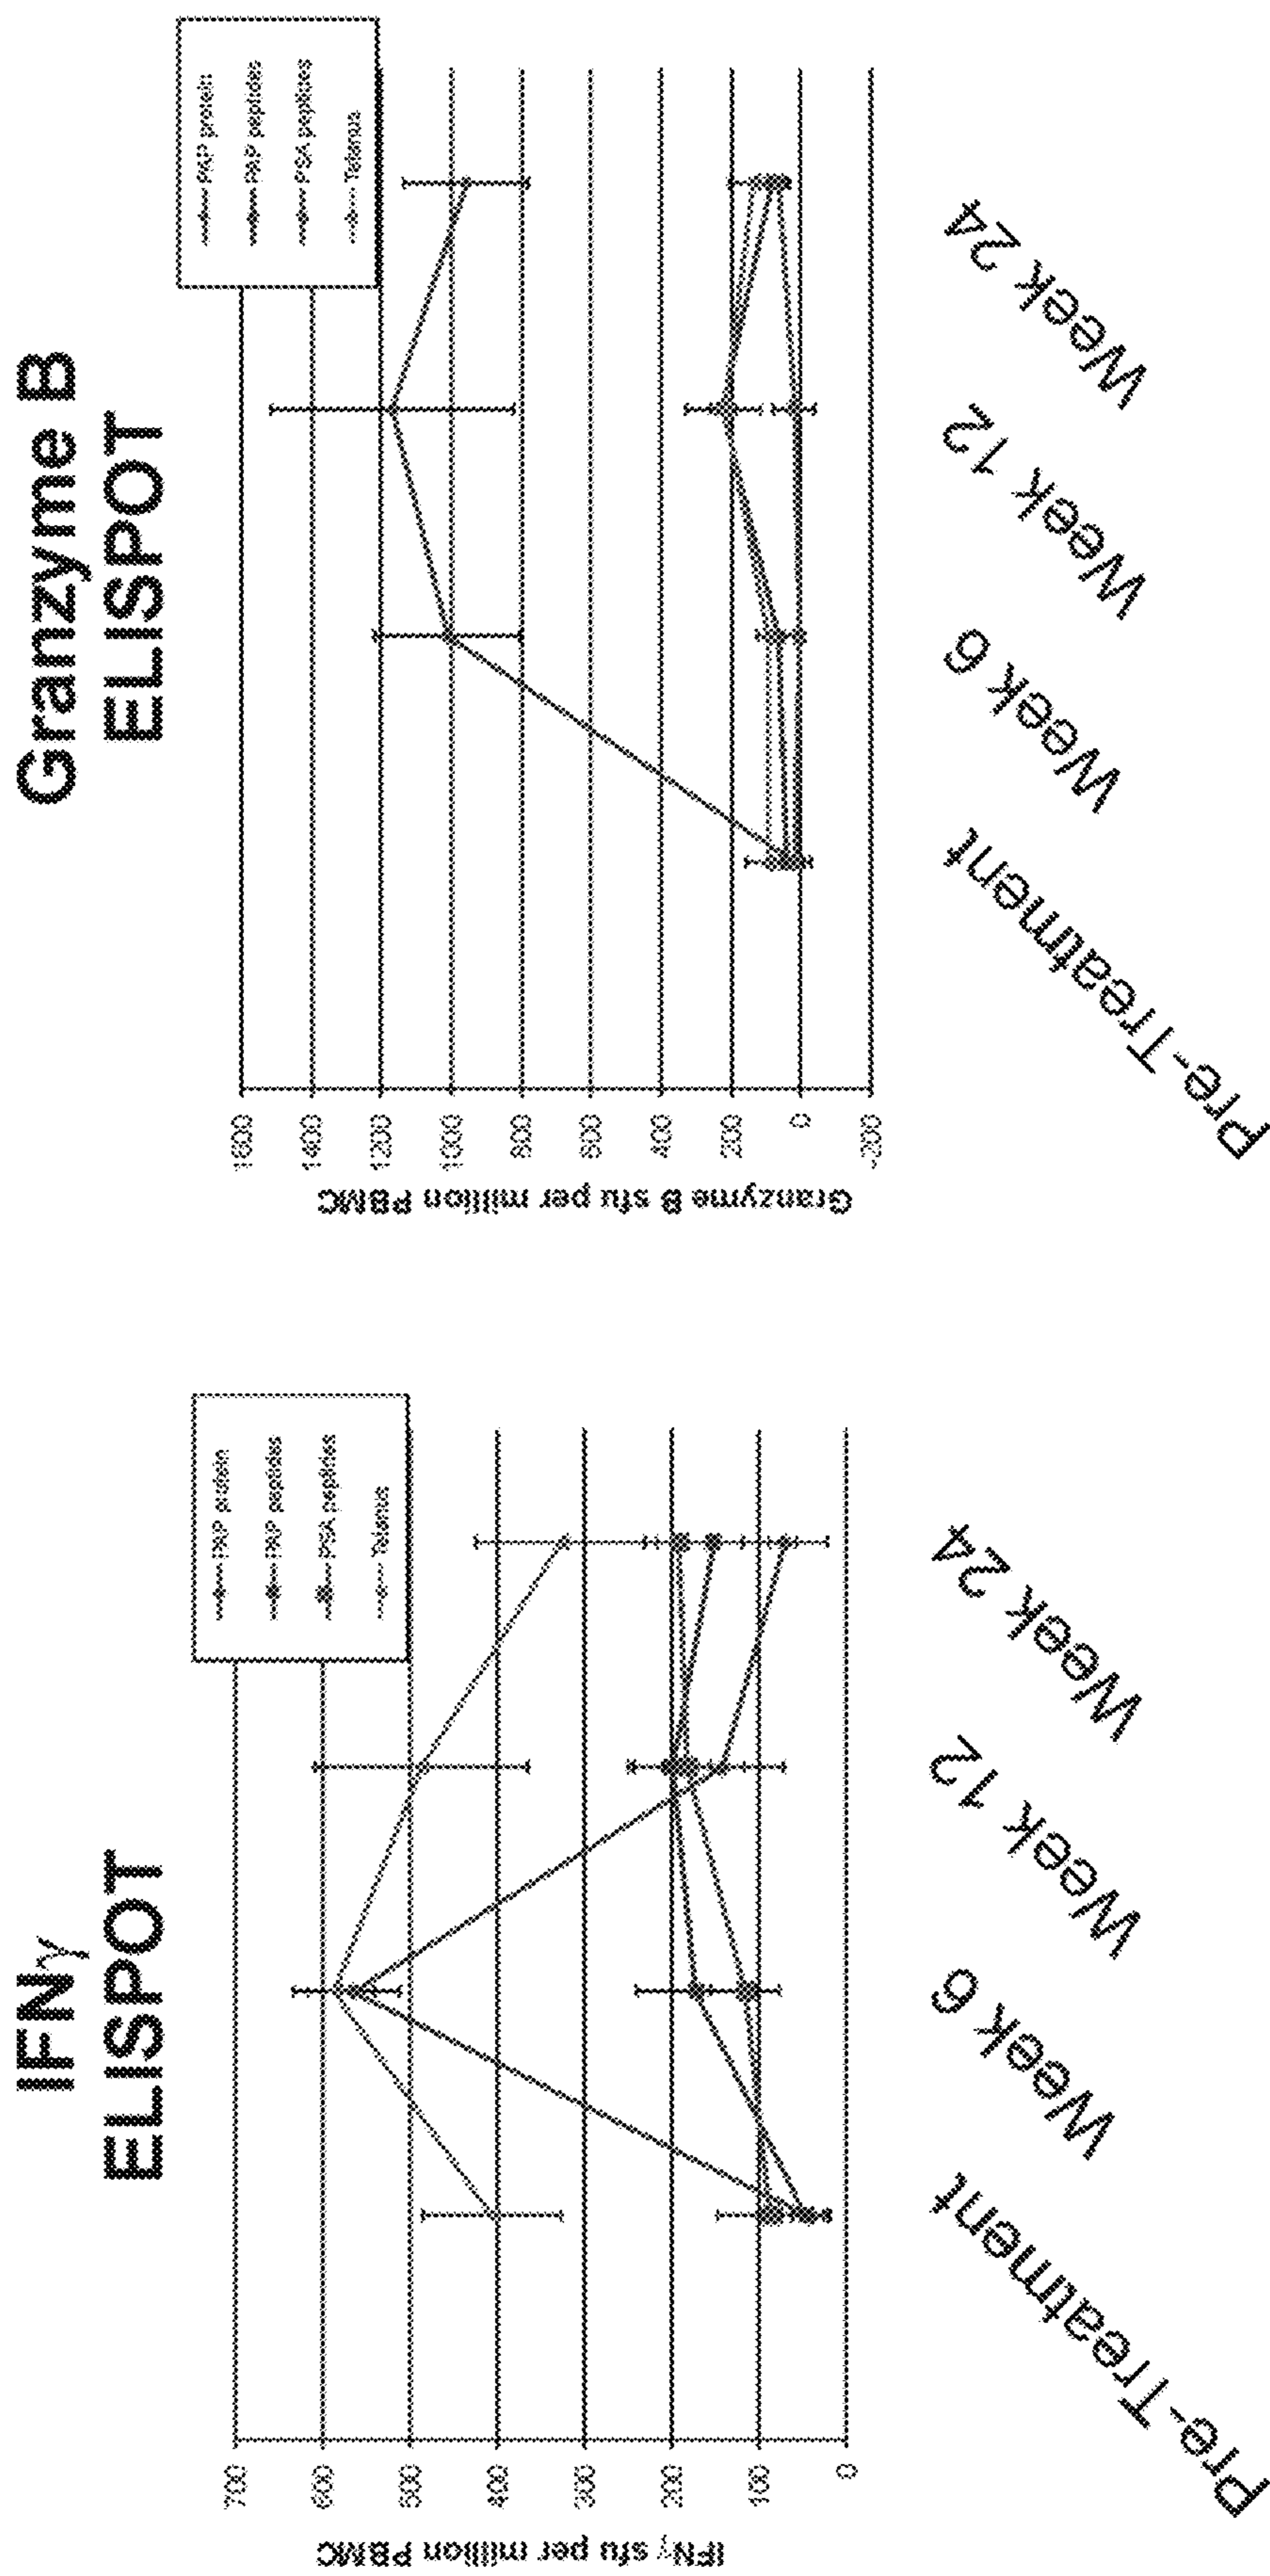 IFNγ
ELISPOT
IFNγ sfu per million PBMC
700
600
500
400
300
200
100
0
PAP protein
PAP peptides
PSA peptides
Tetanus
Pre-Treatment
Week 6
Week 12
Week 24
Granzyme B
ELISPOT
Granzyme B sfu per million PBMC
1600
1400
1200
1000
800
600
400
200
0
-200
PAP protein
PAP peptides
PSA peptides
Tetanus
Pre-Treatment
Week 6
Week 12
Week 24